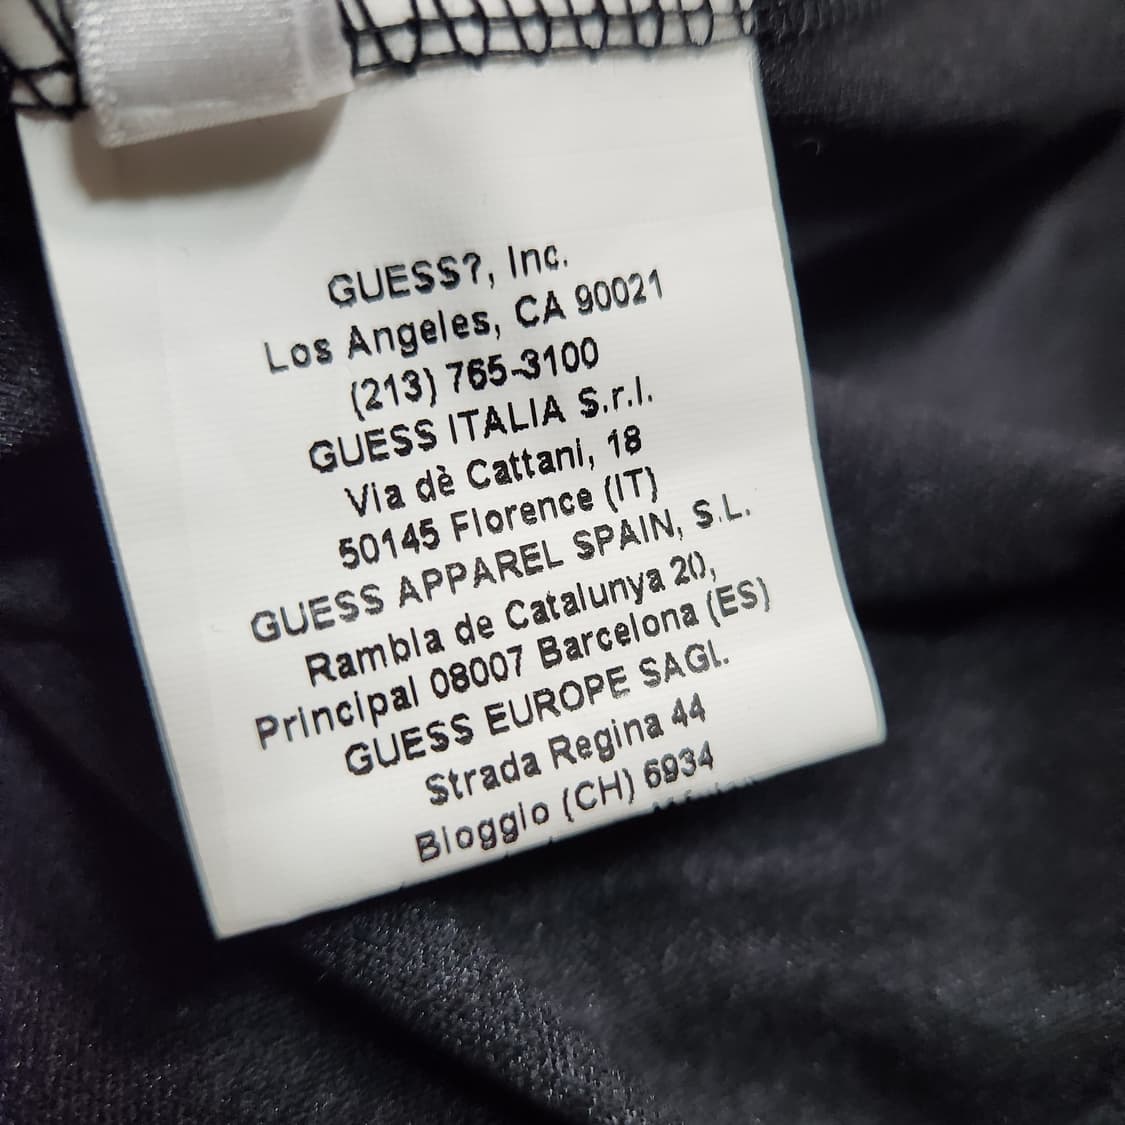 GUESS?, Inc.
Los Angeles, CA 90021
(213) 765-3100
GUESS ITALIA S.r.l.
Via dè Cattani, 18
50145 Florence (IT)
GUESS APPAREL SPAIN, S.L.
Rambla de Catalunya 20,
Principal 08007 Barcelona (ES)
GUESS EUROPE SAGL
Strada Regina 44
Bioggio (CH) 6934